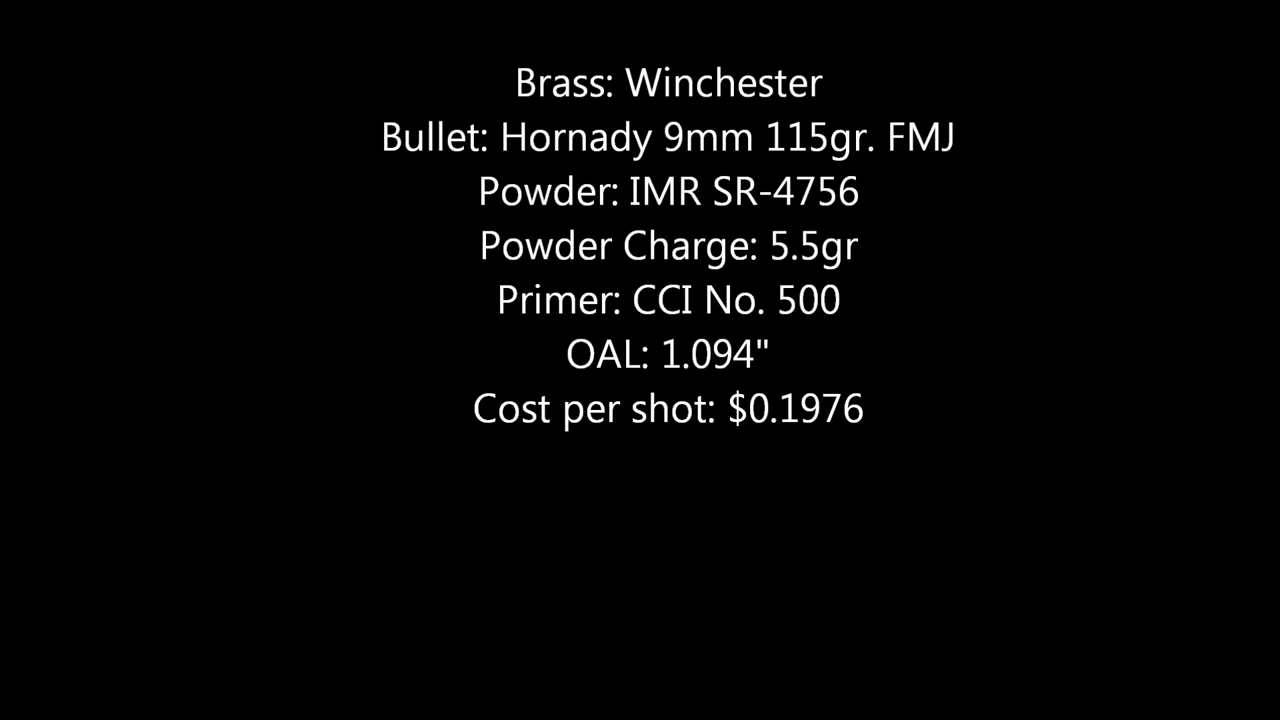 Brass: Winchester
Bullet: Hornady 9mm 115gr. FMJ
Powder: IMR SR-4756
Powder Charge: 5.5gr
Primer: CCI No. 500
OAL: 1.094"
Cost per shot: $0.1976